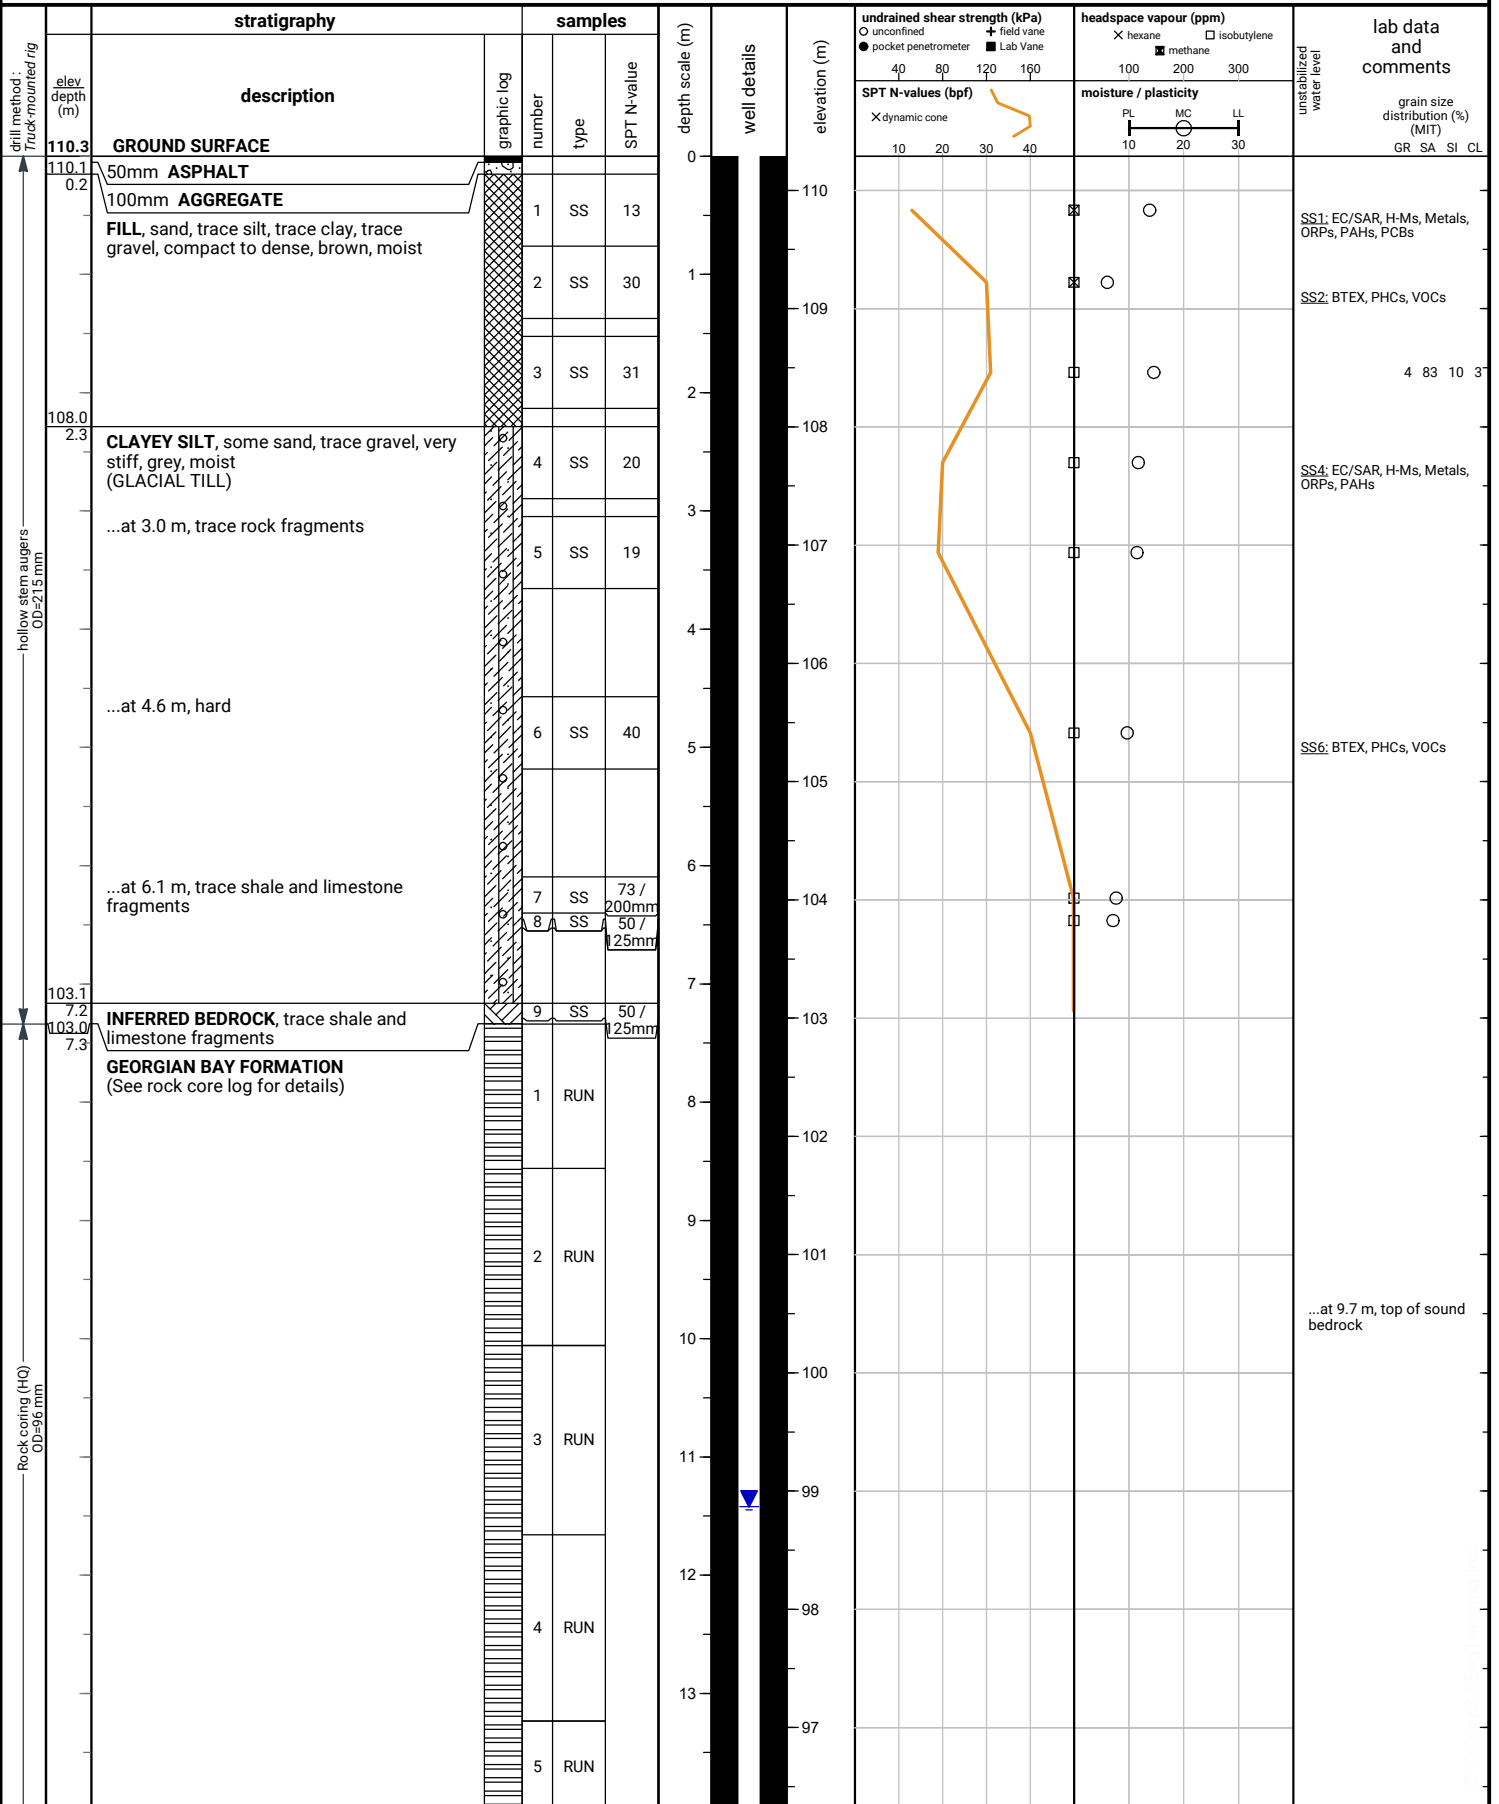 stratigraphy
samples
drill method :
Truck-mounted rig
elev
depth
(m)
description
graphic log
number
type
SPT N-value
depth scale (m)
well details
elevation (m)
undrained shear strength (kPa)
unconfined
field vane
pocket penetrometer
Lab Vane
40 80 120 160
SPT N-values (bpf)
dynamic cone
10 20 30 40
headspace vapour (ppm)
hexane
isobutylene
methane
100 200 300
moisture / plasticity
PL MC LL
10 20 30
unstabilized
water level
lab data
and
comments
grain size
distribution (%)
(MIT)
GR SA SI CL
110.3 GROUND SURFACE
110.1
0.2
50mm ASPHALT
100mm AGGREGATE
FILL, sand, trace silt, trace clay, trace
gravel, compact to dense, brown, moist
108.0
2.3
CLAYEY SILT, some sand, trace gravel, very
stiff, grey, moist
(GLACIAL TILL)
...at 3.0 m, trace rock fragments
...at 4.6 m, hard
...at 6.1 m, trace shale and limestone
fragments
103.1
7.2
103.0
7.3
INFERRED BEDROCK, trace shale and
limestone fragments
GEORGIAN BAY FORMATION
(See rock core log for details)
hollow stem augers
OD=215 mm
Rock coring (HQ)
OD=96 mm
1 SS 13
2 SS 30
3 SS 31
4 SS 20
5 SS 19
6 SS 40
7 SS 73 /
200mm
8 SS 50 /
125mm
9 SS 50 /
125mm
1 RUN
2 RUN
3 RUN
4 RUN
5 RUN
0
1
2
3
4
5
6
7
8
9
10
11
12
13
110
109
108
107
106
105
104
103
102
101
100
99
98
97
SS1: EC/SAR, H-Ms, Metals,
ORPs, PAHs, PCBs
SS2: BTEX, PHCs, VOCs
4 83 10 3
SS4: EC/SAR, H-Ms, Metals,
ORPs, PAHs
SS6: BTEX, PHCs, VOCs
...at 9.7 m, top of sound
bedrock